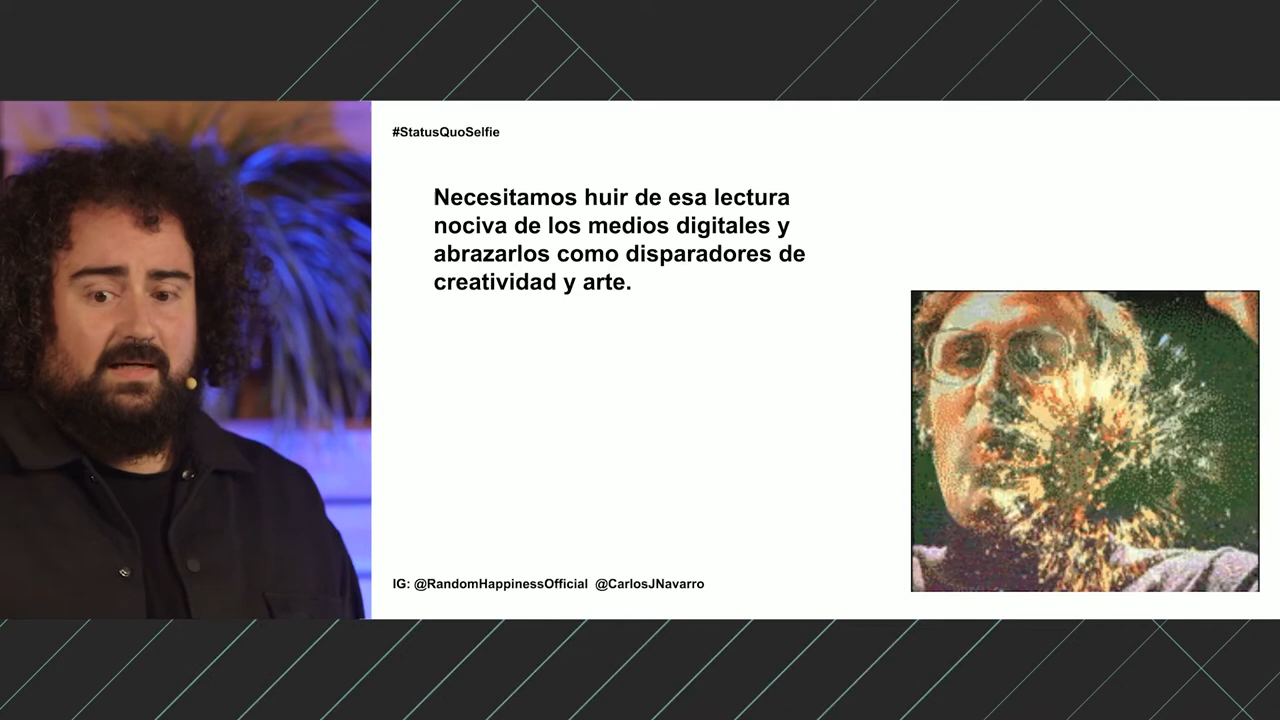 #StatusQuoSelfie
Necesitamos huir de esa lectura
nociva de los medios digitales y
abrazarlos como disparadores de
creatividad y arte.
IG: @RandomHappinessOfficial @CarlosJNavarro